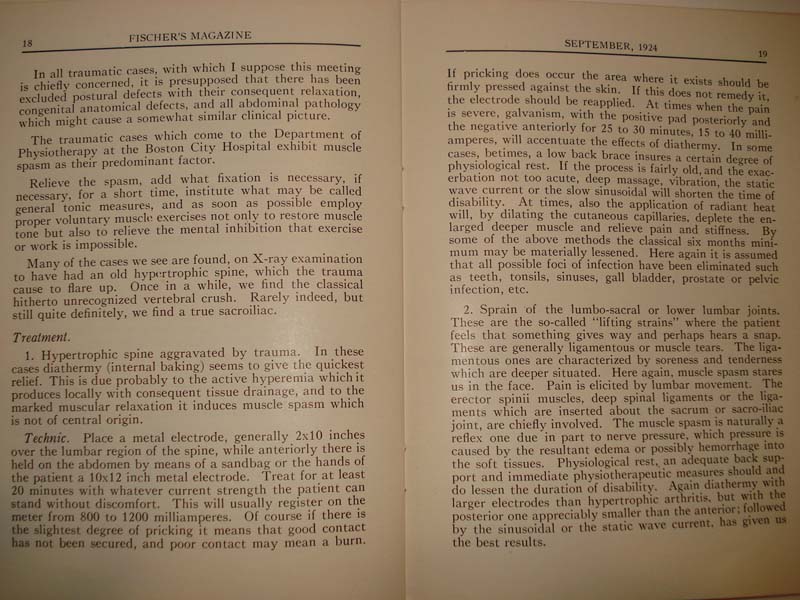 18
FISCHER'S MAGAZINE
In all traumatic cases, with which I suppose this meeting
is chiefly concerned, it is presupposed that there has been
excluded postural defects with their consequent relaxation,
congenital anatomical defects, and all abdominal pathology
which might cause a somewhat similar clinical picture.
The traumatic cases which come to the Department of
Physiotherapy at the Boston City Hospital exhibit muscle
spasm as their predominant factor.
Relieve the spasm, add what fixation is necessary, if
necessary, for a short time, institute what may be called
general tonic measures, and as soon as possible employ
proper voluntary muscle exercises not only to restore muscle
tone but also to relieve the mental inhibition that exercise
or work is impossible.
Many of the cases we see are found, on X-ray examination
to have had an old hypertrophic spine, which the trauma
cause to flare up. Once in a while, we find the classical
hitherto unrecognized vertebral crush. Rarely indeed, but
still quite definitely, we find a true sacroiliac.
Treatment.
1. Hypertrophic spine aggravated by trauma. In these
cases diathermy (internal baking) seems to give the quickest
relief. This is due probably to the active hyperemia which it
produces locally with consequent tissue drainage, and to the
marked muscular relaxation it induces muscle spasm which
is not of central origin.
Technic. Place a metal electrode, generally 2x10 inches
over the lumbar region of the spine, while anteriorly there is
held on the abdomen by means of a sandbag or the hands of
the patient a 10x12 inch metal electrode. Treat for at least
20 minutes with whatever current strength the patient can
stand without discomfort. This will usually register on the
meter from 800 to 1200 milliamperes. Of course if there is
the slightest degree of pricking it means that good contact
has not been secured, and poor contact may mean a burn.
SEPTEMBER, 1924
19
If pricking does occur the area where it exists should be
firmly pressed against the skin. If this does not remedy it,
the electrode should be reapplied. At times when the pain
is severe, galvanism, with the positive pad posteriorly and
the negative anteriorly for 25 to 30 minutes, 15 to 40 milli-
amperes, will accentuate the effects of diathermy. In some
cases, betimes, a low back brace insures a certain degree of
physiological rest. If the process is fairly old, and the exac-
erbation not too acute, deep massage, vibration, the static
wave current or the slow sinusoidal will shorten the time of
disability. At times, also the application of radiant heat
will, by dilating the cutaneous capillaries, deplete the en-
larged deeper muscle and relieve pain and stiffness. By
some of the above methods the classical six months mini-
mum may be materially lessened. Here again it is assumed
that all possible foci of infection have been eliminated such
as teeth, tonsils, sinuses, gall bladder, prostate or pelvic
infection, etc.
2. Sprain of the lumbo-sacral or lower lumbar joints.
These are the so-called "lifting strains" where the patient
feels that something gives way and perhaps hears a snap.
These are generally ligamentous or muscle tears. The liga-
mentous ones are characterized by soreness and tenderness
which are deeper situated. Here again, muscle spasm stares
us in the face. Pain is elicited by lumbar movement. The
erector spinii muscles, deep spinal ligaments or the liga-
ments which are inserted about the sacrum or sacro-iliac
joint, are chiefly involved. The muscle spasm is naturally a
reflex one due in part to nerve pressure, which pressure is
caused by the resultant edema or possibly hemorrhage into
the soft tissues. Physiological rest, an adequate back sup-
port and immediate physiotherapeutic measures should and
do lessen the duration of disability. Again diathermy with
larger electrodes than hypertrophic arthritis, but with the
posterior one appreciably smaller than the anterior; followed
by the sinusoidal or the static wave current, has given us
the best results.